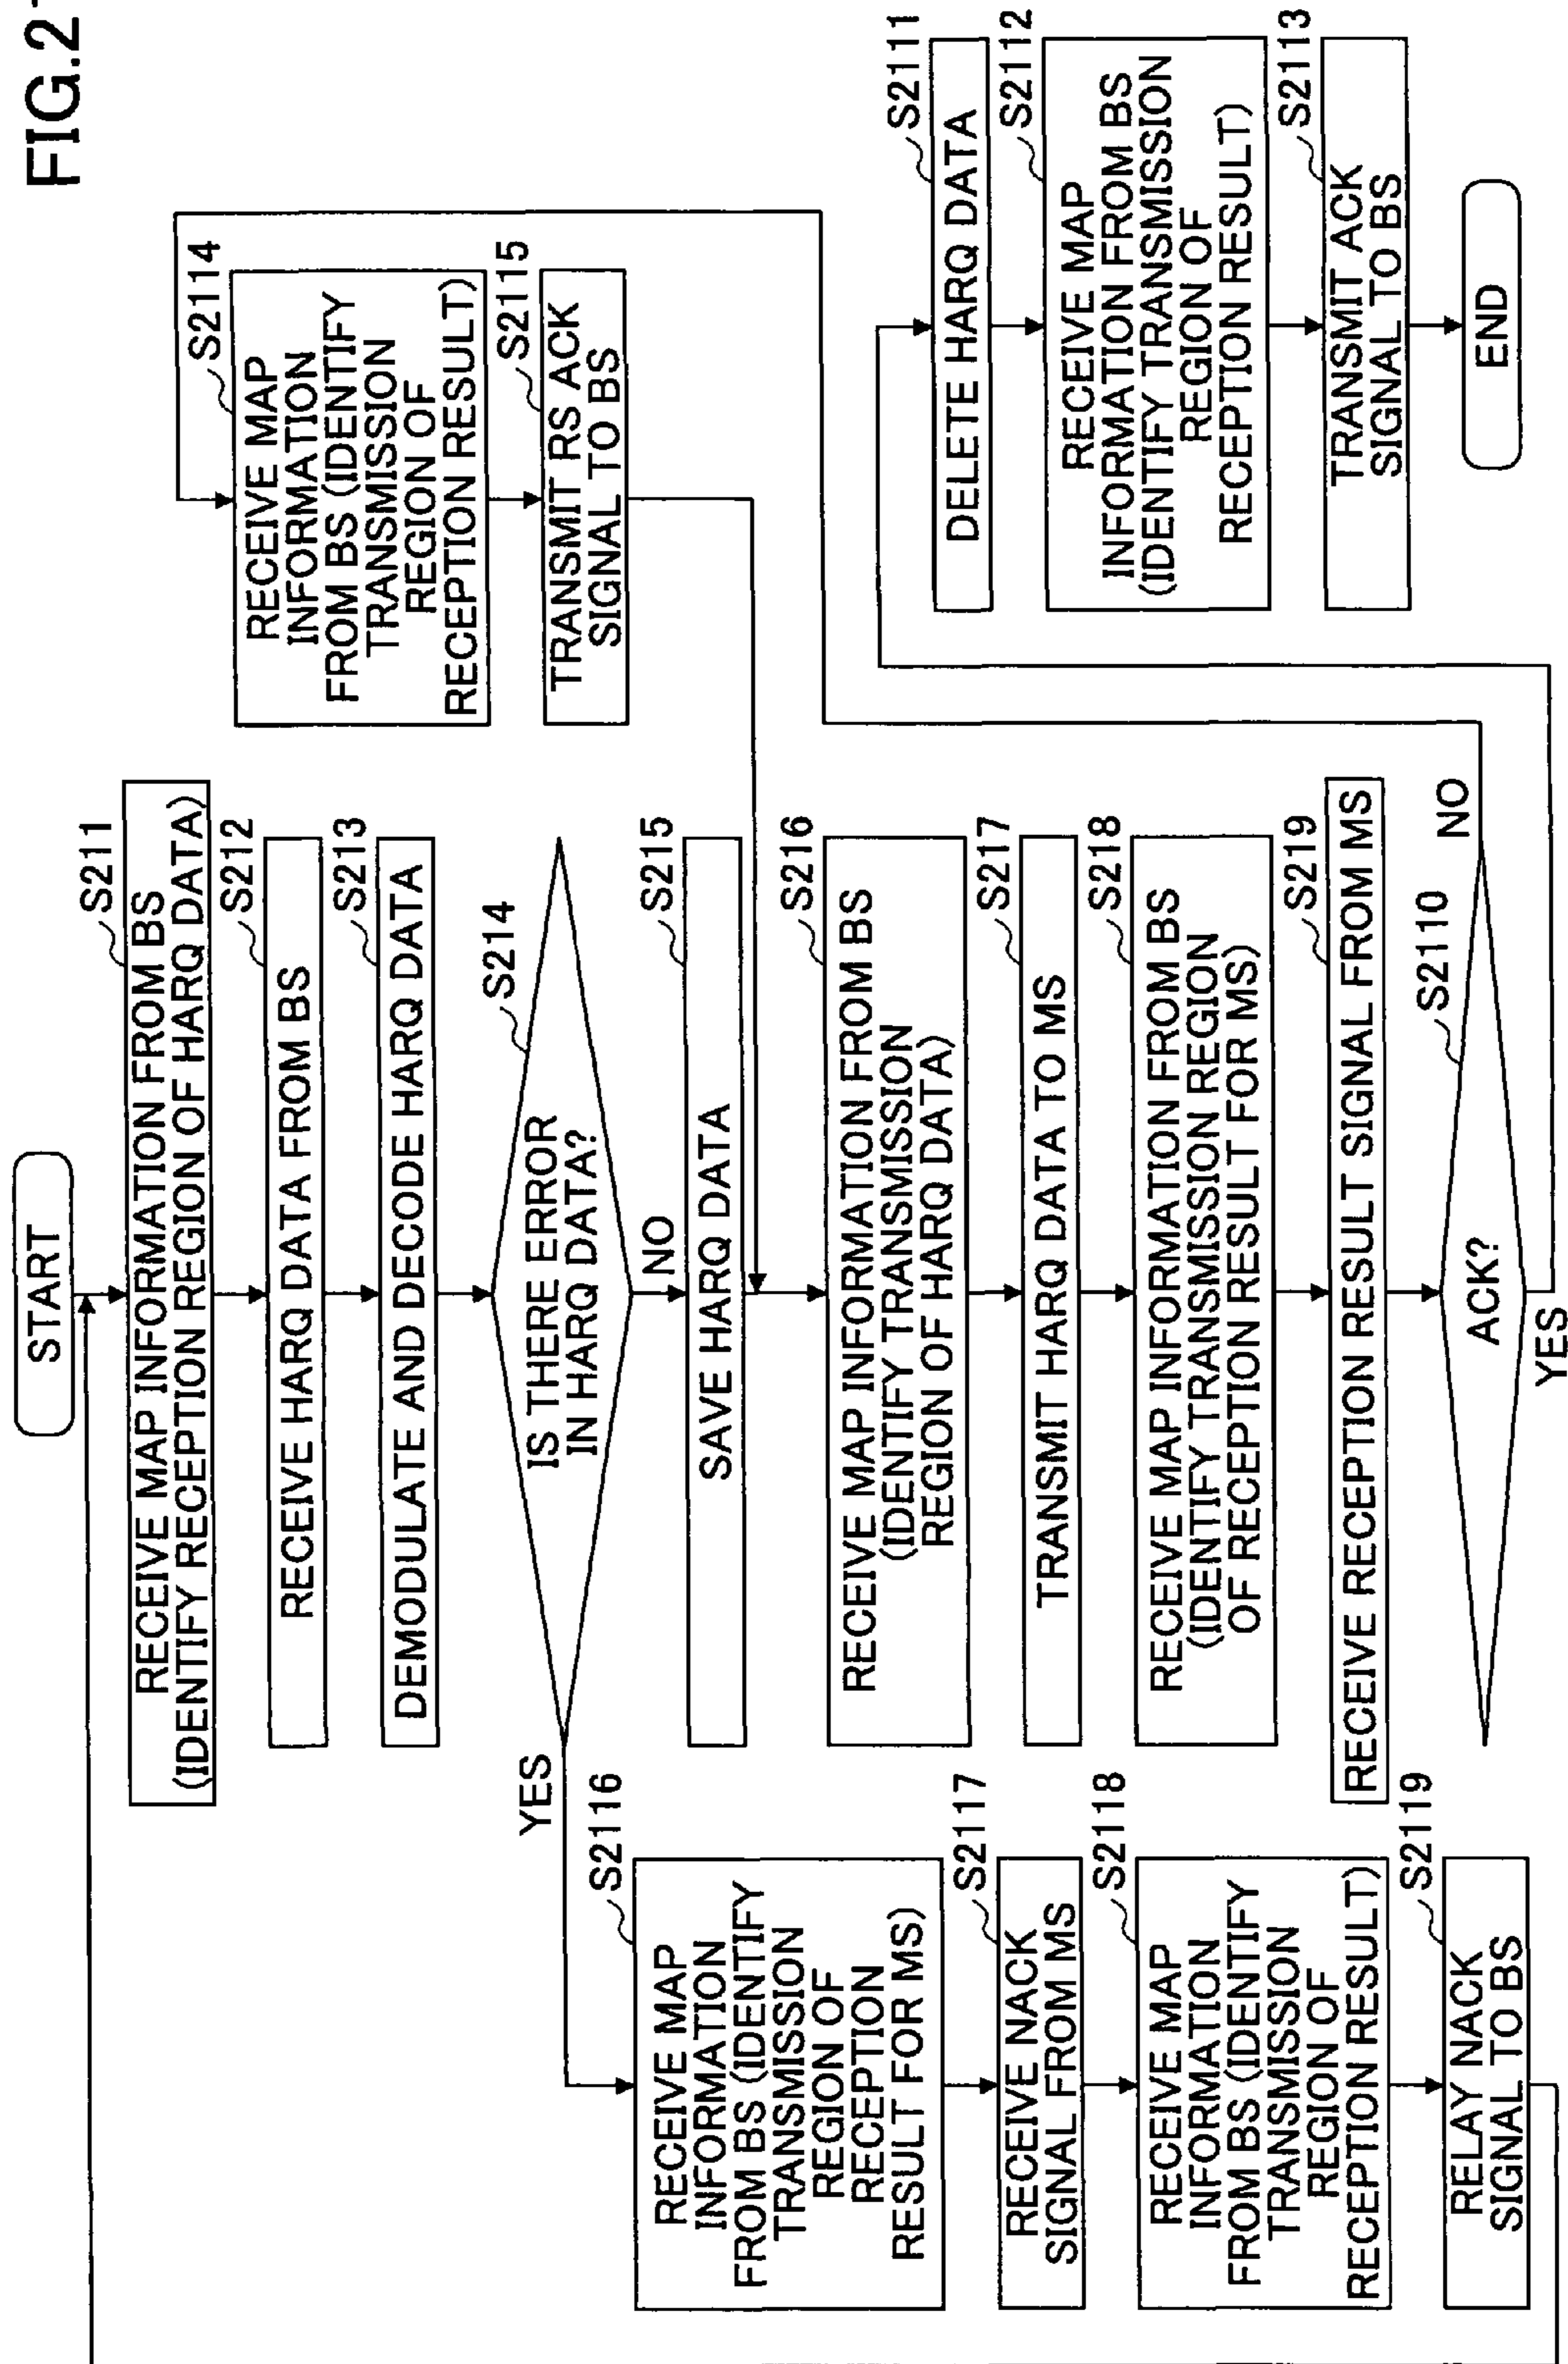 FIG.21
START
S211
RECEIVE MAP INFORMATION FROM BS
(IDENTIFY RECEPTION REGION OF HARQ DATA)
S212
RECEIVE HARQ DATA FROM BS
S213
DEMODULATE AND DECODE HARQ DATA
S214
IS THERE ERROR
IN HARQ DATA?
YES
NO
S215
SAVE HARQ DATA
S216
RECEIVE MAP INFORMATION FROM BS
(IDENTIFY TRANSMISSION
REGION OF HARQ DATA)
S217
TRANSMIT HARQ DATA TO MS
S218
RECEIVE MAP INFORMATION FROM BS
(IDENTIFY TRANSMISSION REGION
OF RECEPTION RESULT FOR MS)
S219
RECEIVE RECEPTION RESULT SIGNAL FROM MS
S2110
ACK?
NO
YES
S2116
RECEIVE MAP
INFORMATION
FROM BS (IDENTIFY
TRANSMISSION
REGION OF
RECEPTION
RESULT FOR MS)
S2117
RECEIVE NACK
SIGNAL FROM MS
S2118
RECEIVE MAP
INFORMATION
FROM BS (IDENTIFY
TRANSMISSION
REGION OF
RECEPTION RESULT)
S2119
RELAY NACK
SIGNAL TO BS
S2114
RECEIVE MAP
INFORMATION
FROM BS (IDENTIFY
TRANSMISSION
REGION OF
RECEPTION RESULT)
S2115
TRANSMIT RS ACK
SIGNAL TO BS
S2111
DELETE HARQ DATA
S2112
RECEIVE MAP
INFORMATION FROM BS
(IDENTIFY TRANSMISSION
REGION OF
RECEPTION RESULT)
S2113
TRANSMIT ACK
SIGNAL TO BS
END